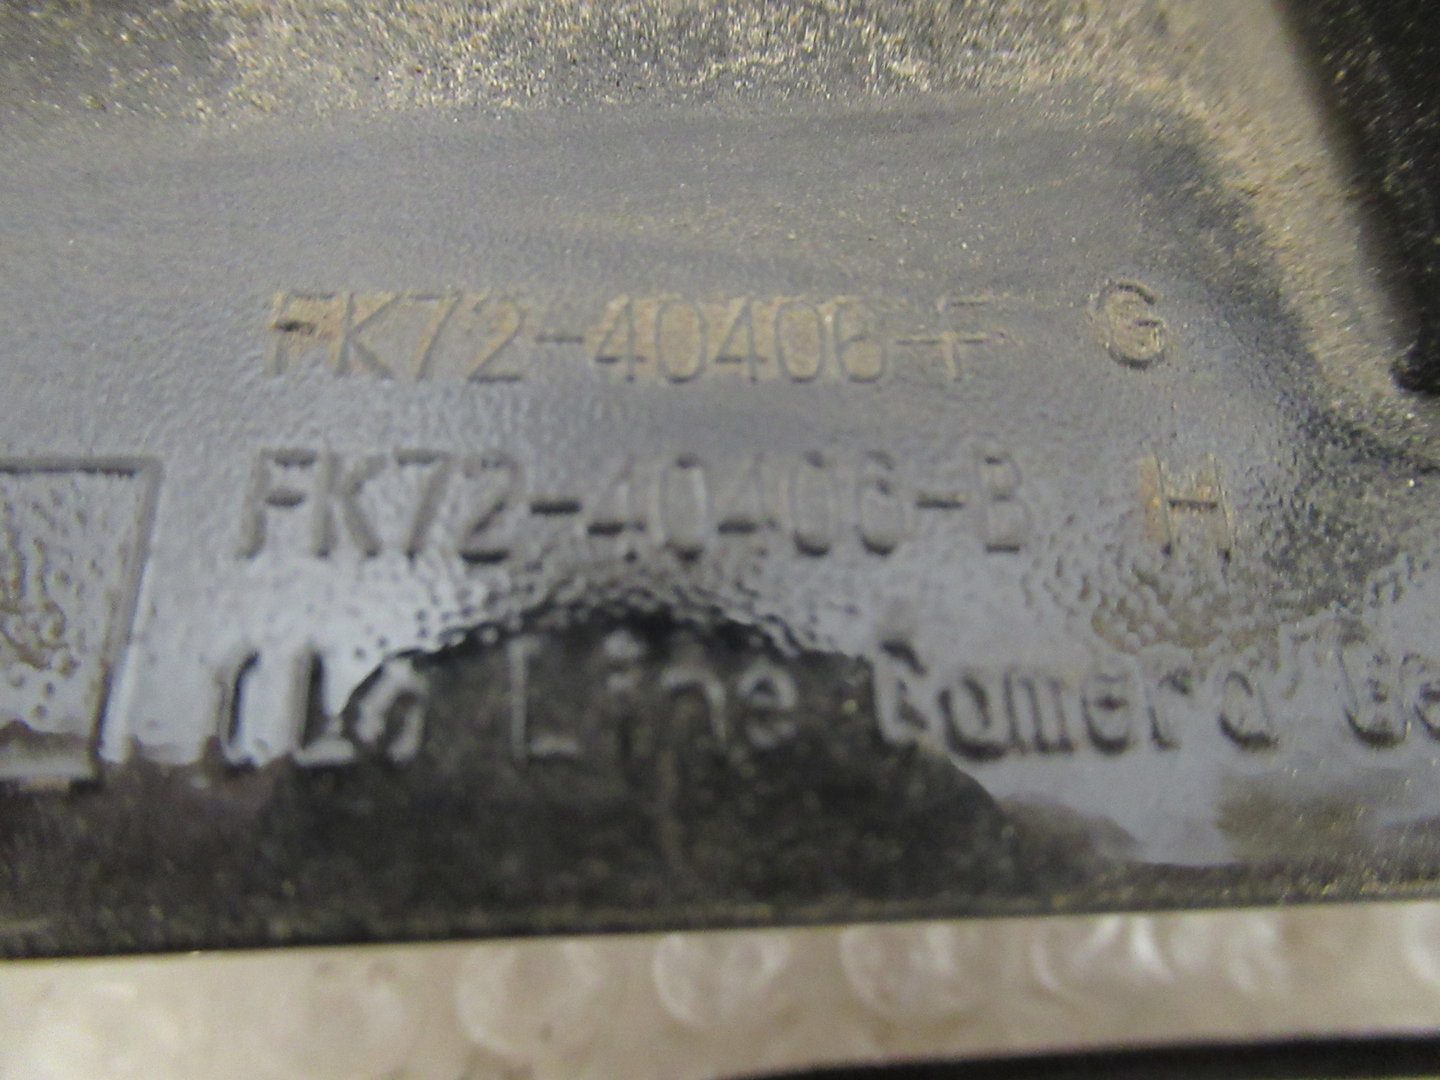 FK72-40406-F G
FK72-40406-B H
Line Camera